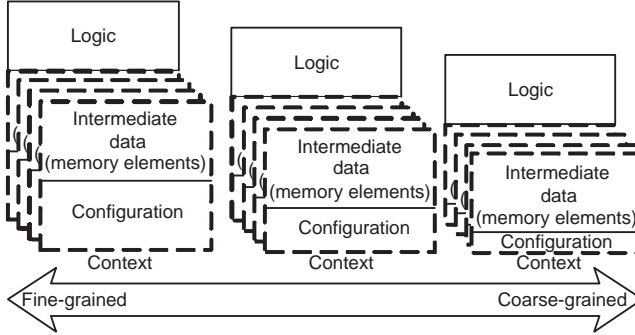 Logic
Intermediate
data
(memory elements)
Configuration
Context
Logic
Intermediate
data
(memory elements)
Configuration
Context
Logic
Intermediate
data
(memory elements)
Configuration
Context
Fine-grained
Coarse-grained